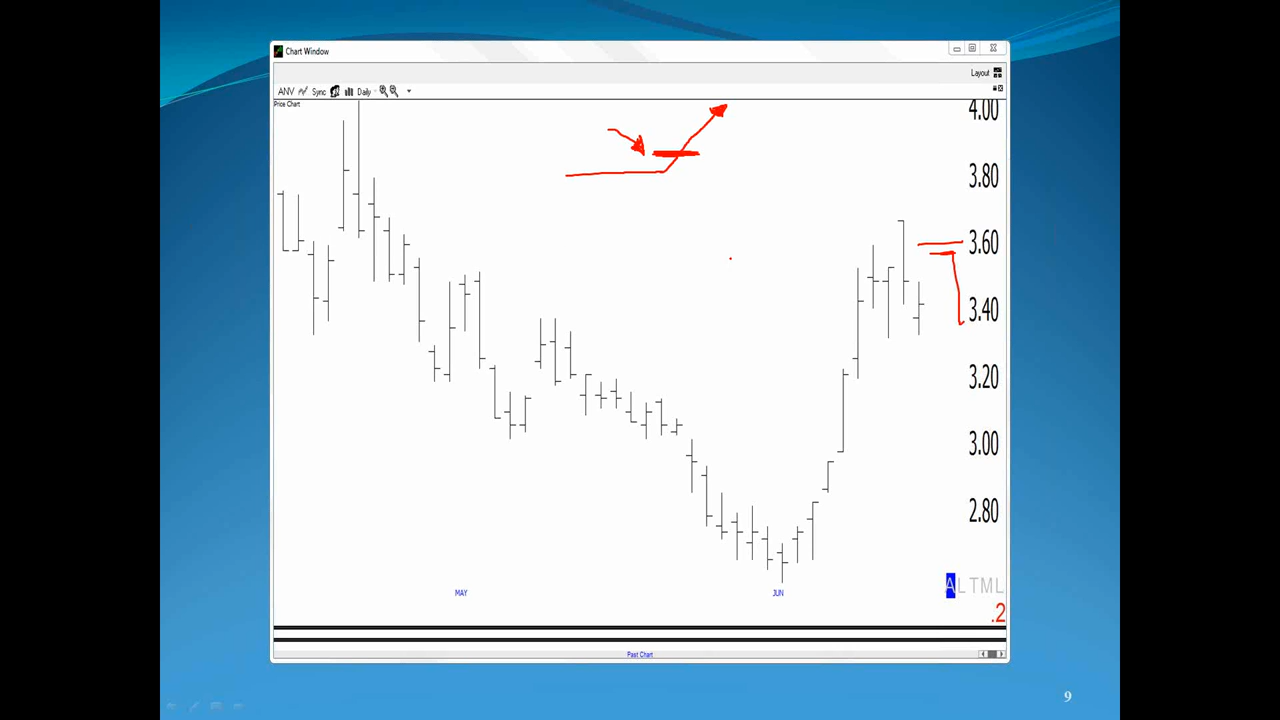 Chart Window
Layout
ANV Sync Daily
Price Chart
4.00
3.80
3.60
3.40
3.20
3.00
2.80
ALTML
MAY JUN
.2
Past Chart
9